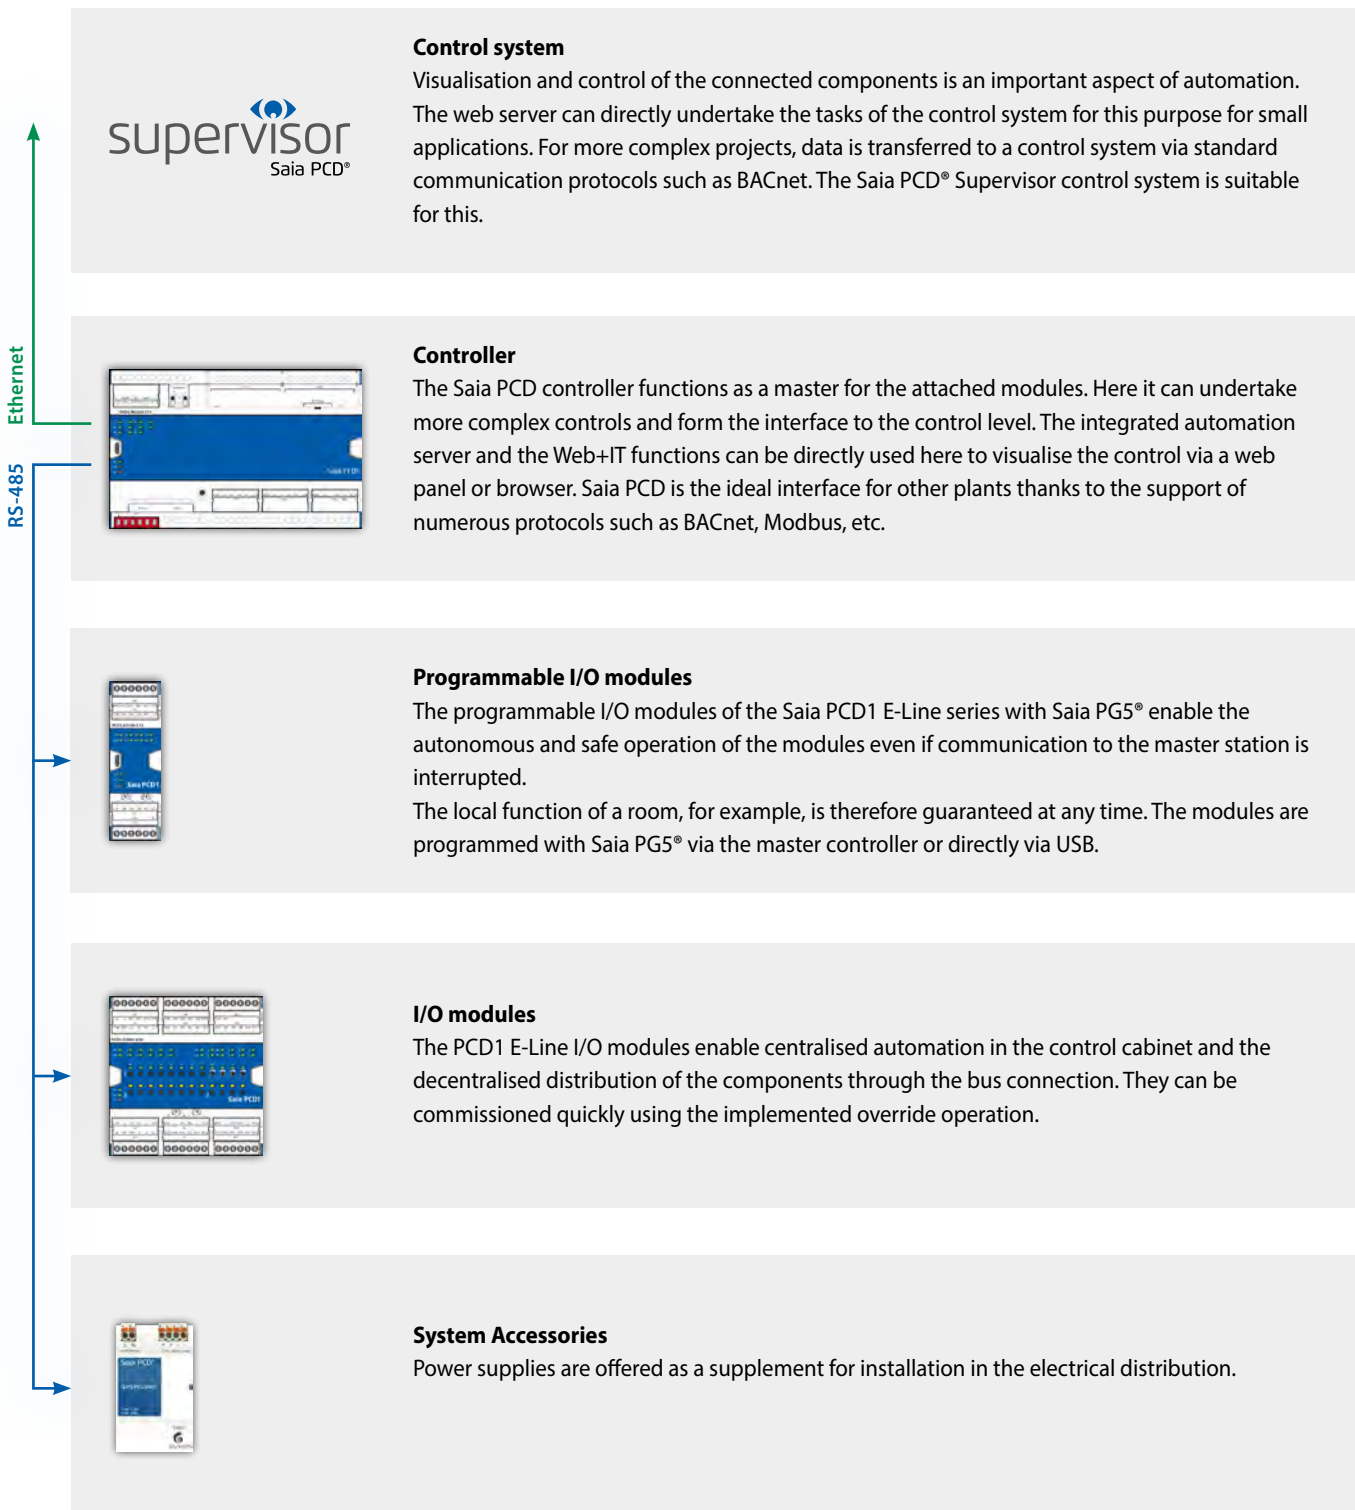 Control system
Visualisation and control of the connected components is an important aspect of automation.
The web server can directly undertake the tasks of the control system for this purpose for small
applications. For more complex projects, data is transferred to a control system via standard
communication protocols such as BACnet. The Saia PCD® Supervisor control system is suitable
for this.
supervisor
Saia PCD®
Ethernet
RS-485
Controller
The Saia PCD controller functions as a master for the attached modules. Here it can undertake
more complex controls and form the interface to the control level. The integrated automation
server and the Web+IT functions can be directly used here to visualise the control via a web
panel or browser. Saia PCD is the ideal interface for other plants thanks to the support of
numerous protocols such as BACnet, Modbus, etc.
Saia PCD1
Programmable I/O modules
The programmable I/O modules of the Saia PCD1 E-Line series with Saia PG5® enable the
autonomous and safe operation of the modules even if communication to the master station is
interrupted.
The local function of a room, for example, is therefore guaranteed at any time. The modules are
programmed with Saia PG5® via the master controller or directly via USB.
Saia PCD1
I/O modules
The PCD1 E-Line I/O modules enable centralised automation in the control cabinet and the
decentralised distribution of the components through the bus connection. They can be
commissioned quickly using the implemented override operation.
Saia PCD1
System Accessories
Power supplies are offered as a supplement for installation in the electrical distribution.
Saia PCD®